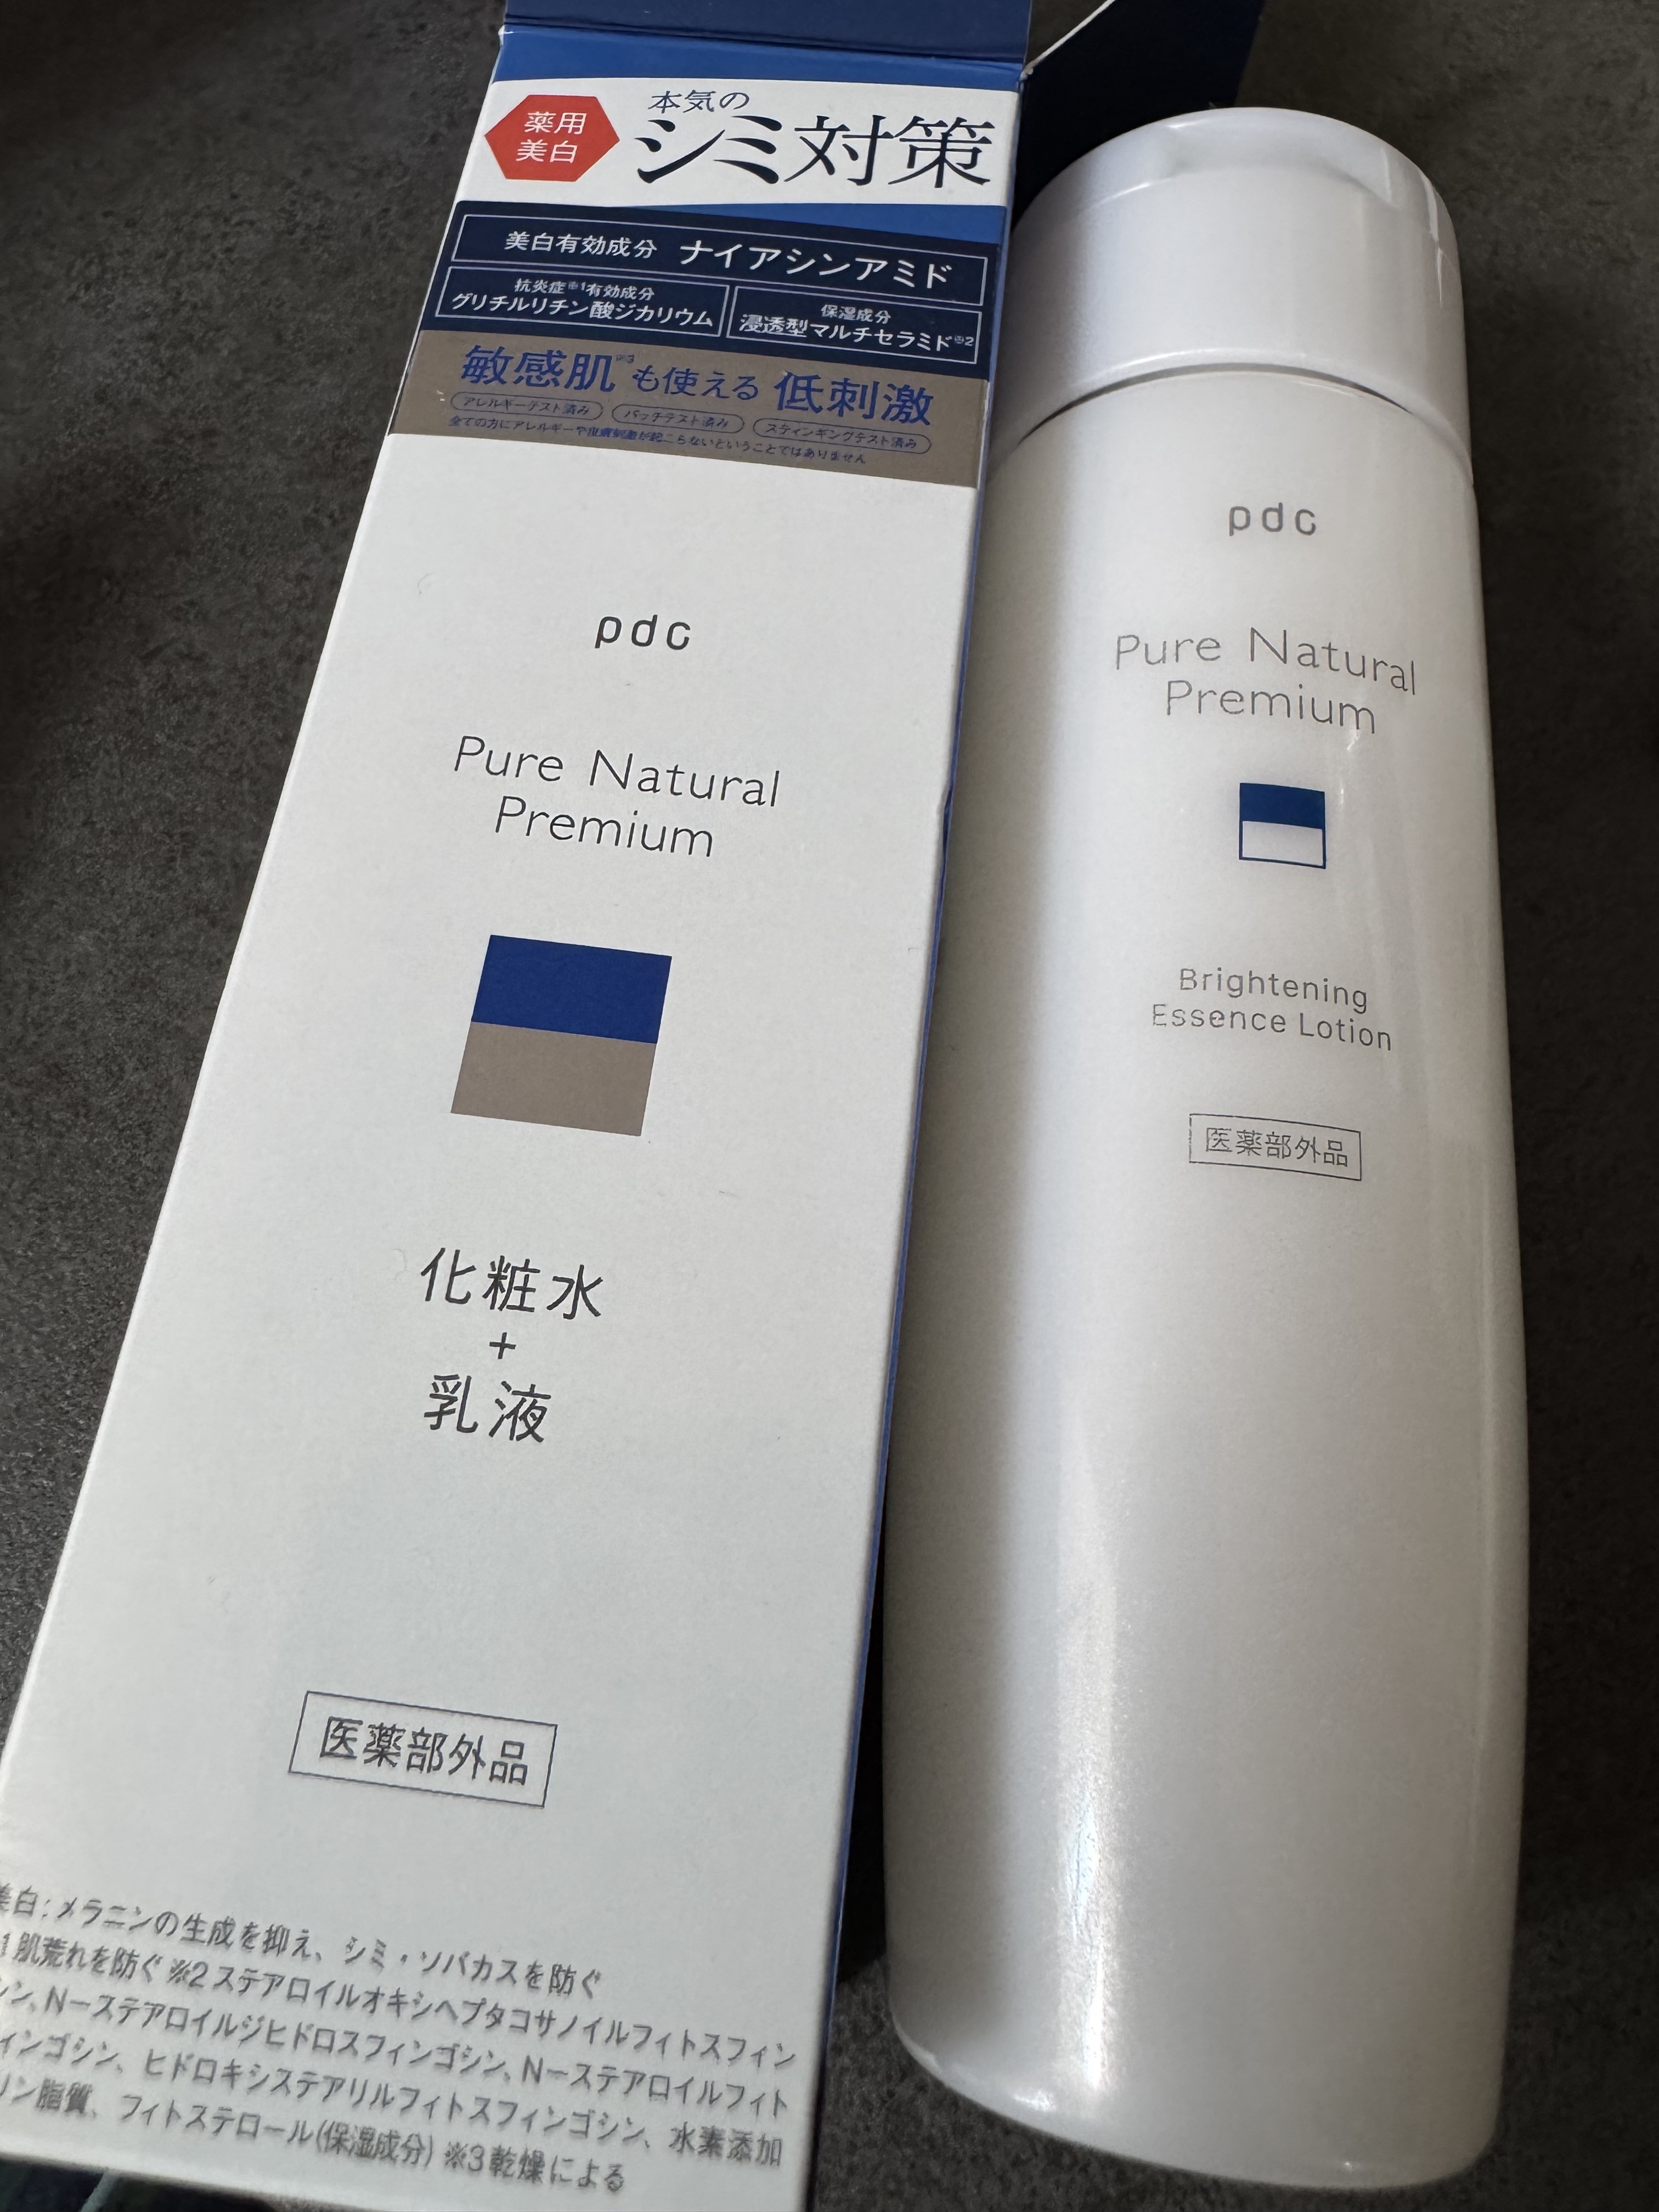 薬用
美白
本気の
シミ対策
美白有効成分 ナイアシンアミド
抗炎症※1有効成分
グリチルリチン酸ジカリウム
保湿成分
浸透型マルチセラミド※2
敏感肌※3も使える 低刺激
アレルギーテスト済み パッチテスト済み スティンギングテスト済み
全ての方にアレルギーや皮膚刺激が起こらないということではありません
pdc
Pure Natural
Premium
化粧水
+
乳液
医薬部外品
美白:メラニンの生成を抑え、シミ・ソバカスを防ぐ
1 肌荒れを防ぐ ※2 ステアロイルオキシヘプタコサノイルフィトスフィン
シン、N-ステアロイルジヒドロスフィンゴシン、N-ステアロイルフィト
ィンゴシン、ヒドロキシステアリルフィトスフィンゴシン、水素添加
リン脂質、フィトステロール(保湿成分) ※3 乾燥による
pdc
Pure Natural
Premium
Brightening
Essence Lotion
医薬部外品